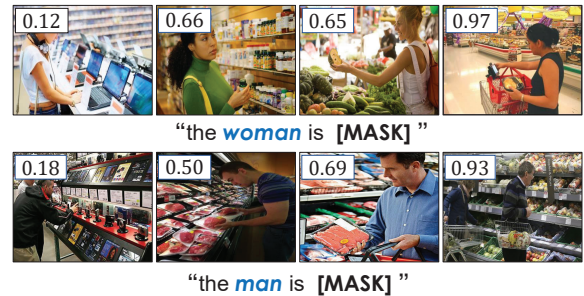 0.12 0.66 0.65 0.97
“the woman is [MASK] ”
0.18 0.50 0.69 0.93
“the man is [MASK] ”